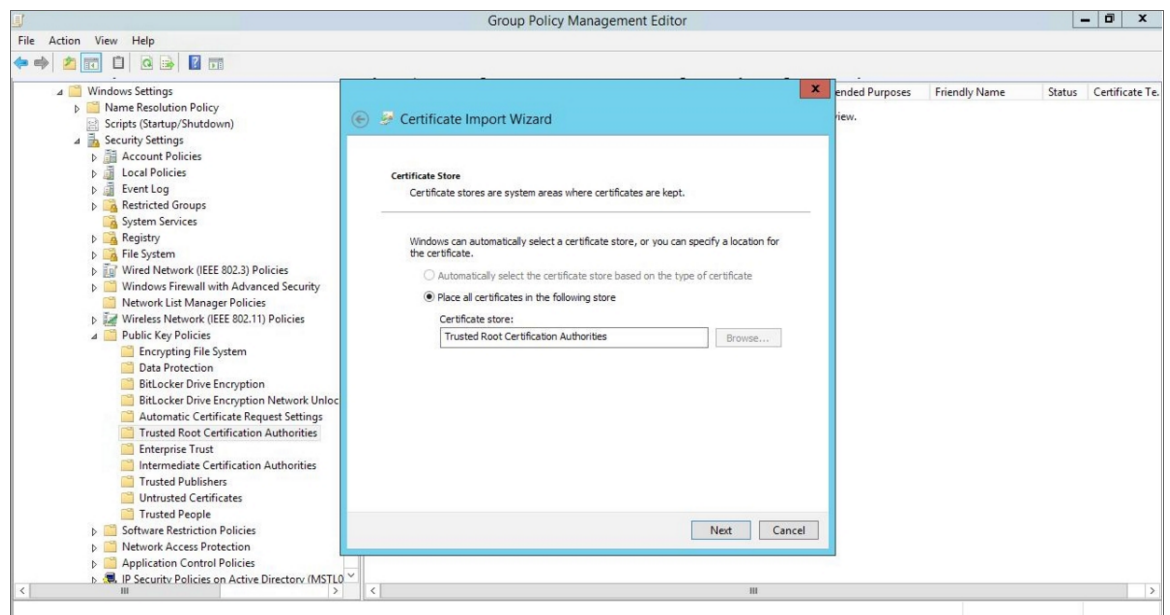 Group Policy Management Editor
File Action View Help
Windows Settings
Name Resolution Policy
Scripts (Startup/Shutdown)
Security Settings
Account Policies
Local Policies
Event Log
Restricted Groups
System Services
Registry
File System
Wired Network (IEEE 802.3) Policies
Windows Firewall with Advanced Security
Network List Manager Policies
Wireless Network (IEEE 802.11) Policies
Public Key Policies
Encrypting File System
Data Protection
BitLocker Drive Encryption
BitLocker Drive Encryption Network Unloc
Automatic Certificate Request Settings
Trusted Root Certification Authorities
Enterprise Trust
Intermediate Certification Authorities
Trusted Publishers
Untrusted Certificates
Trusted People
Software Restriction Policies
Network Access Protection
Application Control Policies
IP Security Policies on Active Directory (MSTL0
Certificate Import Wizard
Certificate Store
Certificate stores are system areas where certificates are kept.
Windows can automatically select a certificate store, or you can specify a location for
the certificate.
Automatically select the certificate store based on the type of certificate
Place all certificates in the following store
Certificate store:
Trusted Root Certification Authorities Browse...
Next Cancel
ended Purposes Friendly Name Status Certificate Te.
view.